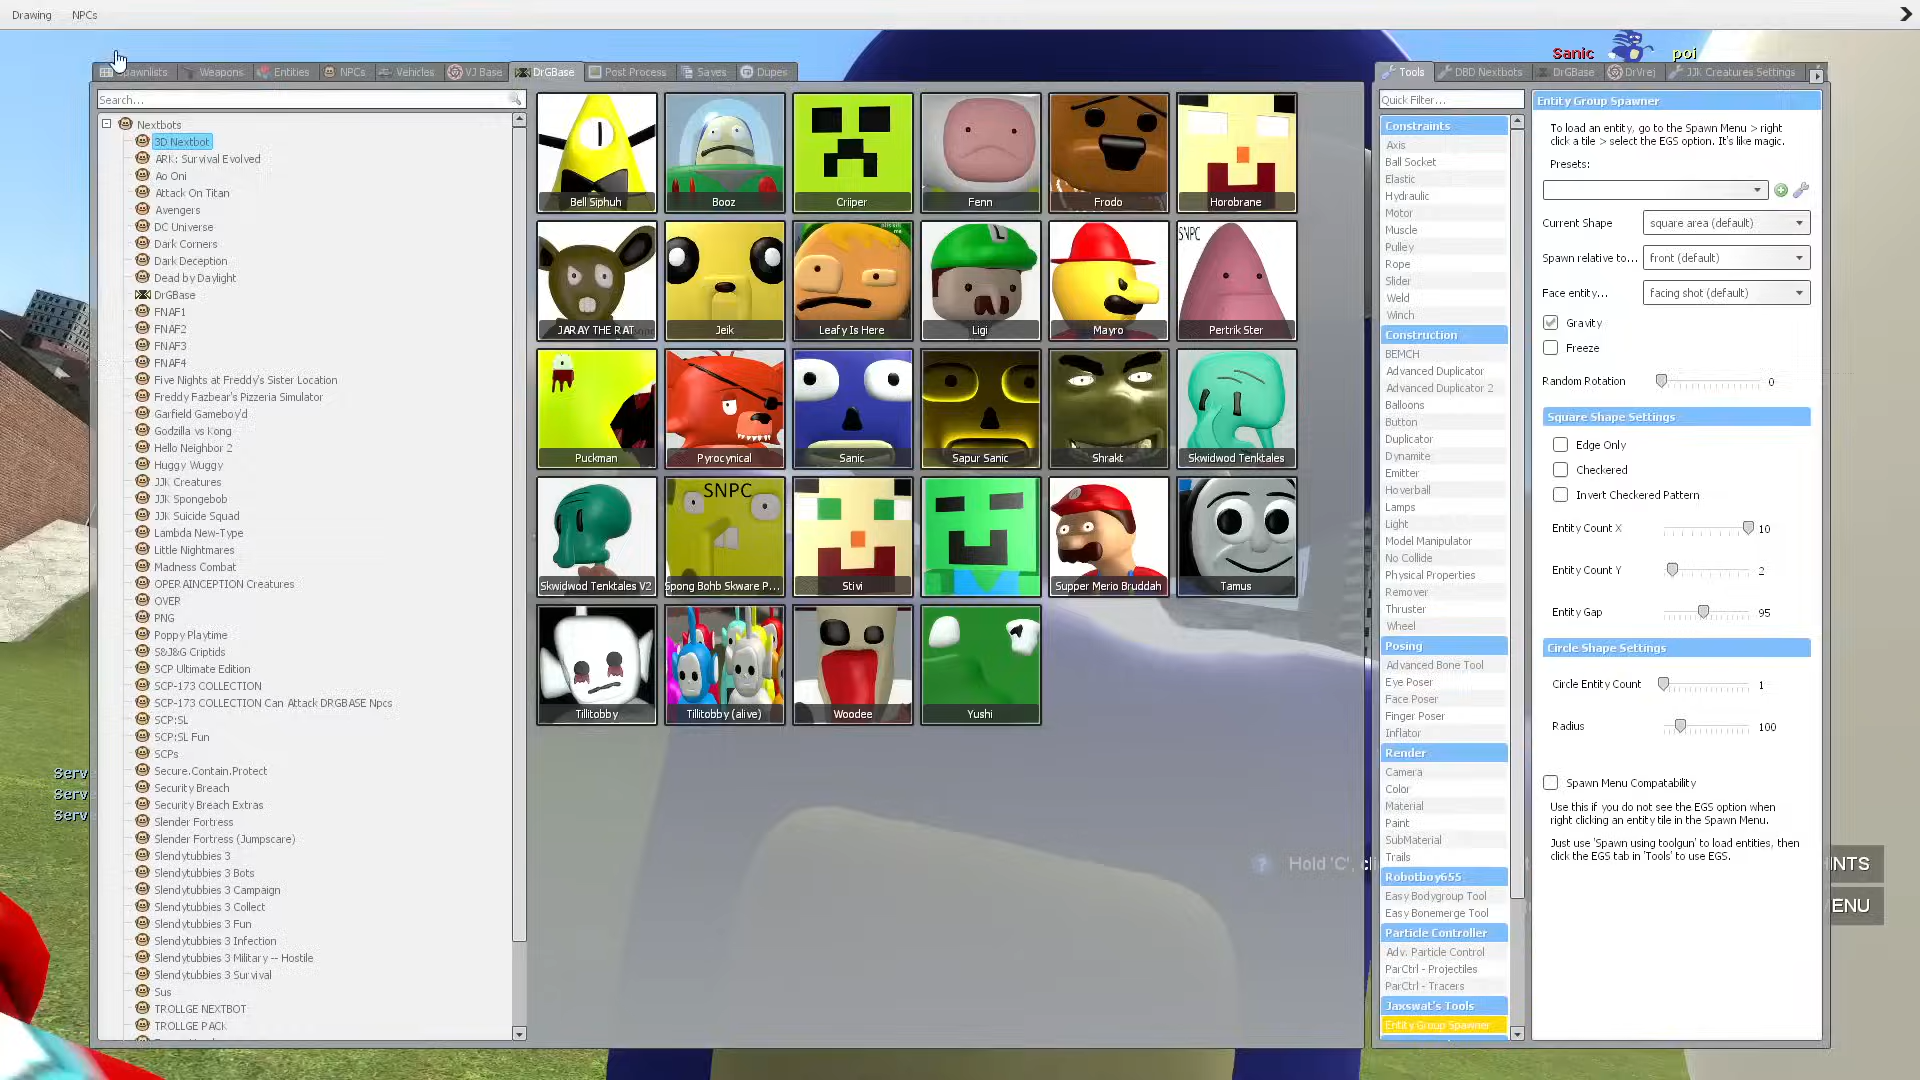 Drawing NPCs
Sanic poi
Spawnlists Weapons Entities NPCs Vehicles VJ Base DrGBase Post Process Saves Dupes
Search...
Nextbots
3D Nextbot
ARK: Survival Evolved
Ao Oni
Attack On Titan
Avengers
DC Universe
Dark Corners
Dark Deception
Dead by Daylight
DrGBase
FNAF1
FNAF2
FNAF3
FNAF4
Five Nights at Freddy's Sister Location
Freddy Fazbear's Pizzeria Simulator
Garfield Gameboy'd
Godzilla vs Kong
Hello Neighbor 2
Huggy Wuggy
JJK Creatures
JJK Spongebob
JJK Suicide Squad
Lambda New-Type
Little Nightmares
Madness Combat
OPERAINCEPTION Creatures
OVER
PNG
Poppy Playtime
S&J&G Criptids
SCP Ultimate Edition
SCP-173 COLLECTION
SCP-173 COLLECTION Can Attack DRGBASE Npcs
SCP:SL
SCP:SL Fun
SCPs
Secure.Contain.Protect
Security Breach
Security Breach Extras
Slender Fortress
Slender Fortress (Jumpscare)
Slendytubbies 3
Slendytubbies 3 Bots
Slendytubbies 3 Campaign
Slendytubbies 3 Collect
Slendytubbies 3 Fun
Slendytubbies 3 Infection
Slendytubbies 3 Military -- Hostile
Slendytubbies 3 Survival
Sus
TROLLGE NEXTBOT
TROLLGE PACK
Serv
Serv
Serv
Bell Siphuh Booz Criiper Fenn Frodo Horobrane
SNPC
JARAY THE RAT Jeik Leafy Is Here Ligi Mayro Pertrik Ster
Puckman Pyrocynical Sanic Sapur Sanic Shrakt Skwidwod Tenktales
SNPC
Skwidwod Tenktales V2 Spong Bohb Skware P... Stivi Supper Merio Bruddah Tamus
Tillitobby Tillitobby (alive) Woodee Yushi
Hold 'C', cli
INTS
ENU
Tools DBD Nextbots DrGBase DrVrej JJK Creatures Settings
Quick Filter...
Constraints
Axis
Ball Socket
Elastic
Hydraulic
Motor
Muscle
Pulley
Rope
Slider
Weld
Winch
Construction
BEMCH
Advanced Duplicator
Advanced Duplicator 2
Balloons
Button
Duplicator
Dynamite
Emitter
Hoverball
Lamps
Light
Model Manipulator
No Collide
Physical Properties
Remover
Thruster
Wheel
Posing
Advanced Bone Tool
Eye Poser
Face Poser
Finger Poser
Inflator
Render
Camera
Color
Material
Paint
SubMaterial
Trails
Robotboy655
Easy Bodygroup Tool
Easy Bonemerge Tool
Particle Controller
Adv. Particle Control
ParCtrl - Projectiles
ParCtrl - Tracers
Jaxswat's Tools
Entity Group Spawner
Entity Group Spawner
To load an entity, go to the Spawn Menu > right
click a tile > select the EGS option. It's like magic.
Presets:
Current Shape square area (default)
Spawn relative to... front (default)
Face entity... facing shot (default)
Gravity
Freeze
Random Rotation 0
Square Shape Settings
Edge Only
Checkered
Invert Checkered Pattern
Entity Count X 10
Entity Count Y 2
Entity Gap 95
Circle Shape Settings
Circle Entity Count 1
Radius 100
Spawn Menu Compatability
Use this if you do not see the EGS option when
right clicking an entity tile in the Spawn Menu.
Just use 'Spawn using toolgun' to load entities, then
click the EGS tab in 'Tools' to use EGS.